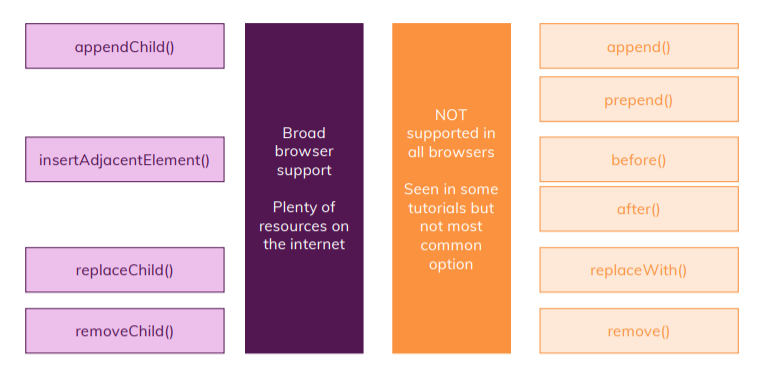 appendChild()
insertAdjacentElement()
replaceChild()
removeChild()
Broad
browser
support
Plenty of
resources on
the internet
NOT
supported in
all browsers
Seen in some
tutorials but
not most
common
option
append()
prepend()
before()
after()
replaceWith()
remove()